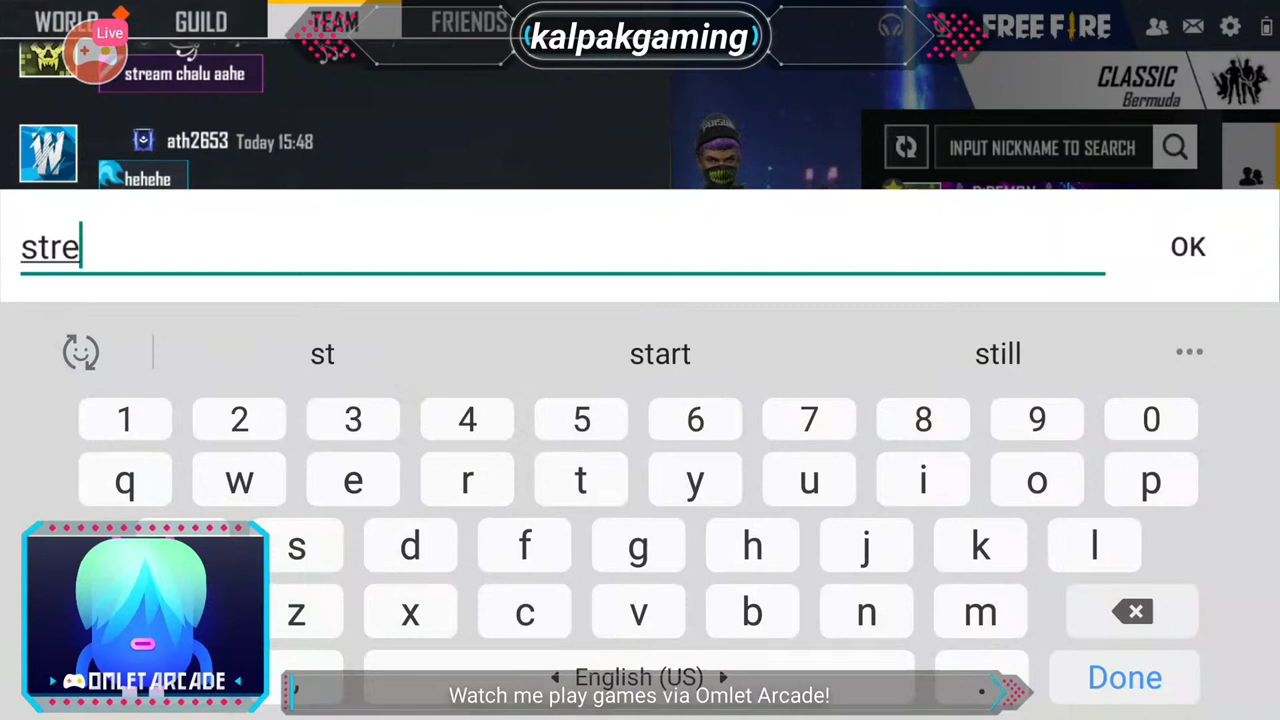 WORLD
GUILD
TEAM
FRIENDS
Live
kalpakgaming
FREE FIRE
stream chalu aahe
CLASSIC
Bermuda
ath2653 Today 15:48
hehehe
INPUT NICKNAME TO SEARCH
stre
OK
st
start
still
1 2 3 4 5 6 7 8 9 0
q w e r t y u i o p
s d f g h j k l
z x c v b n m
, English (US) .
Done
OMLET ARCADE
Watch me play games via Omlet Arcade!